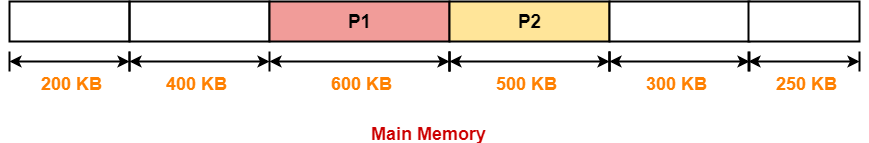 P1 P2
200 KB 400 KB 600 KB 500 KB 300 KB 250 KB
Main Memory